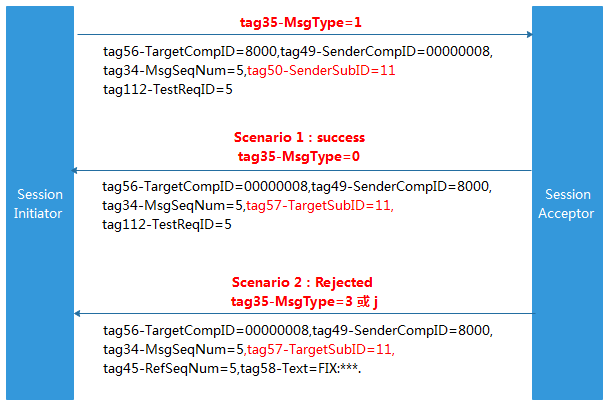 tag35-MsgType=1
tag56-TargetCompID=8000,tag49-SenderCompID=00000008,
tag34-MsgSeqNum=5,tag50-SenderSubID=11
tag112-TestReqID=5
Scenario 1：success
tag35-MsgType=0
tag56-TargetCompID=00000008,tag49-SenderCompID=8000,
tag34-MsgSeqNum=5,tag57-TargetSubID=11,
tag112-TestReqID=5
Session
Initiator
Session
Acceptor
Scenario 2：Rejected
tag35-MsgType=3 或 j
tag56-TargetCompID=00000008,tag49-SenderCompID=8000,
tag34-MsgSeqNum=5,tag57-TargetSubID=11,
tag45-RefSeqNum=5,tag58-Text=FIX:***.